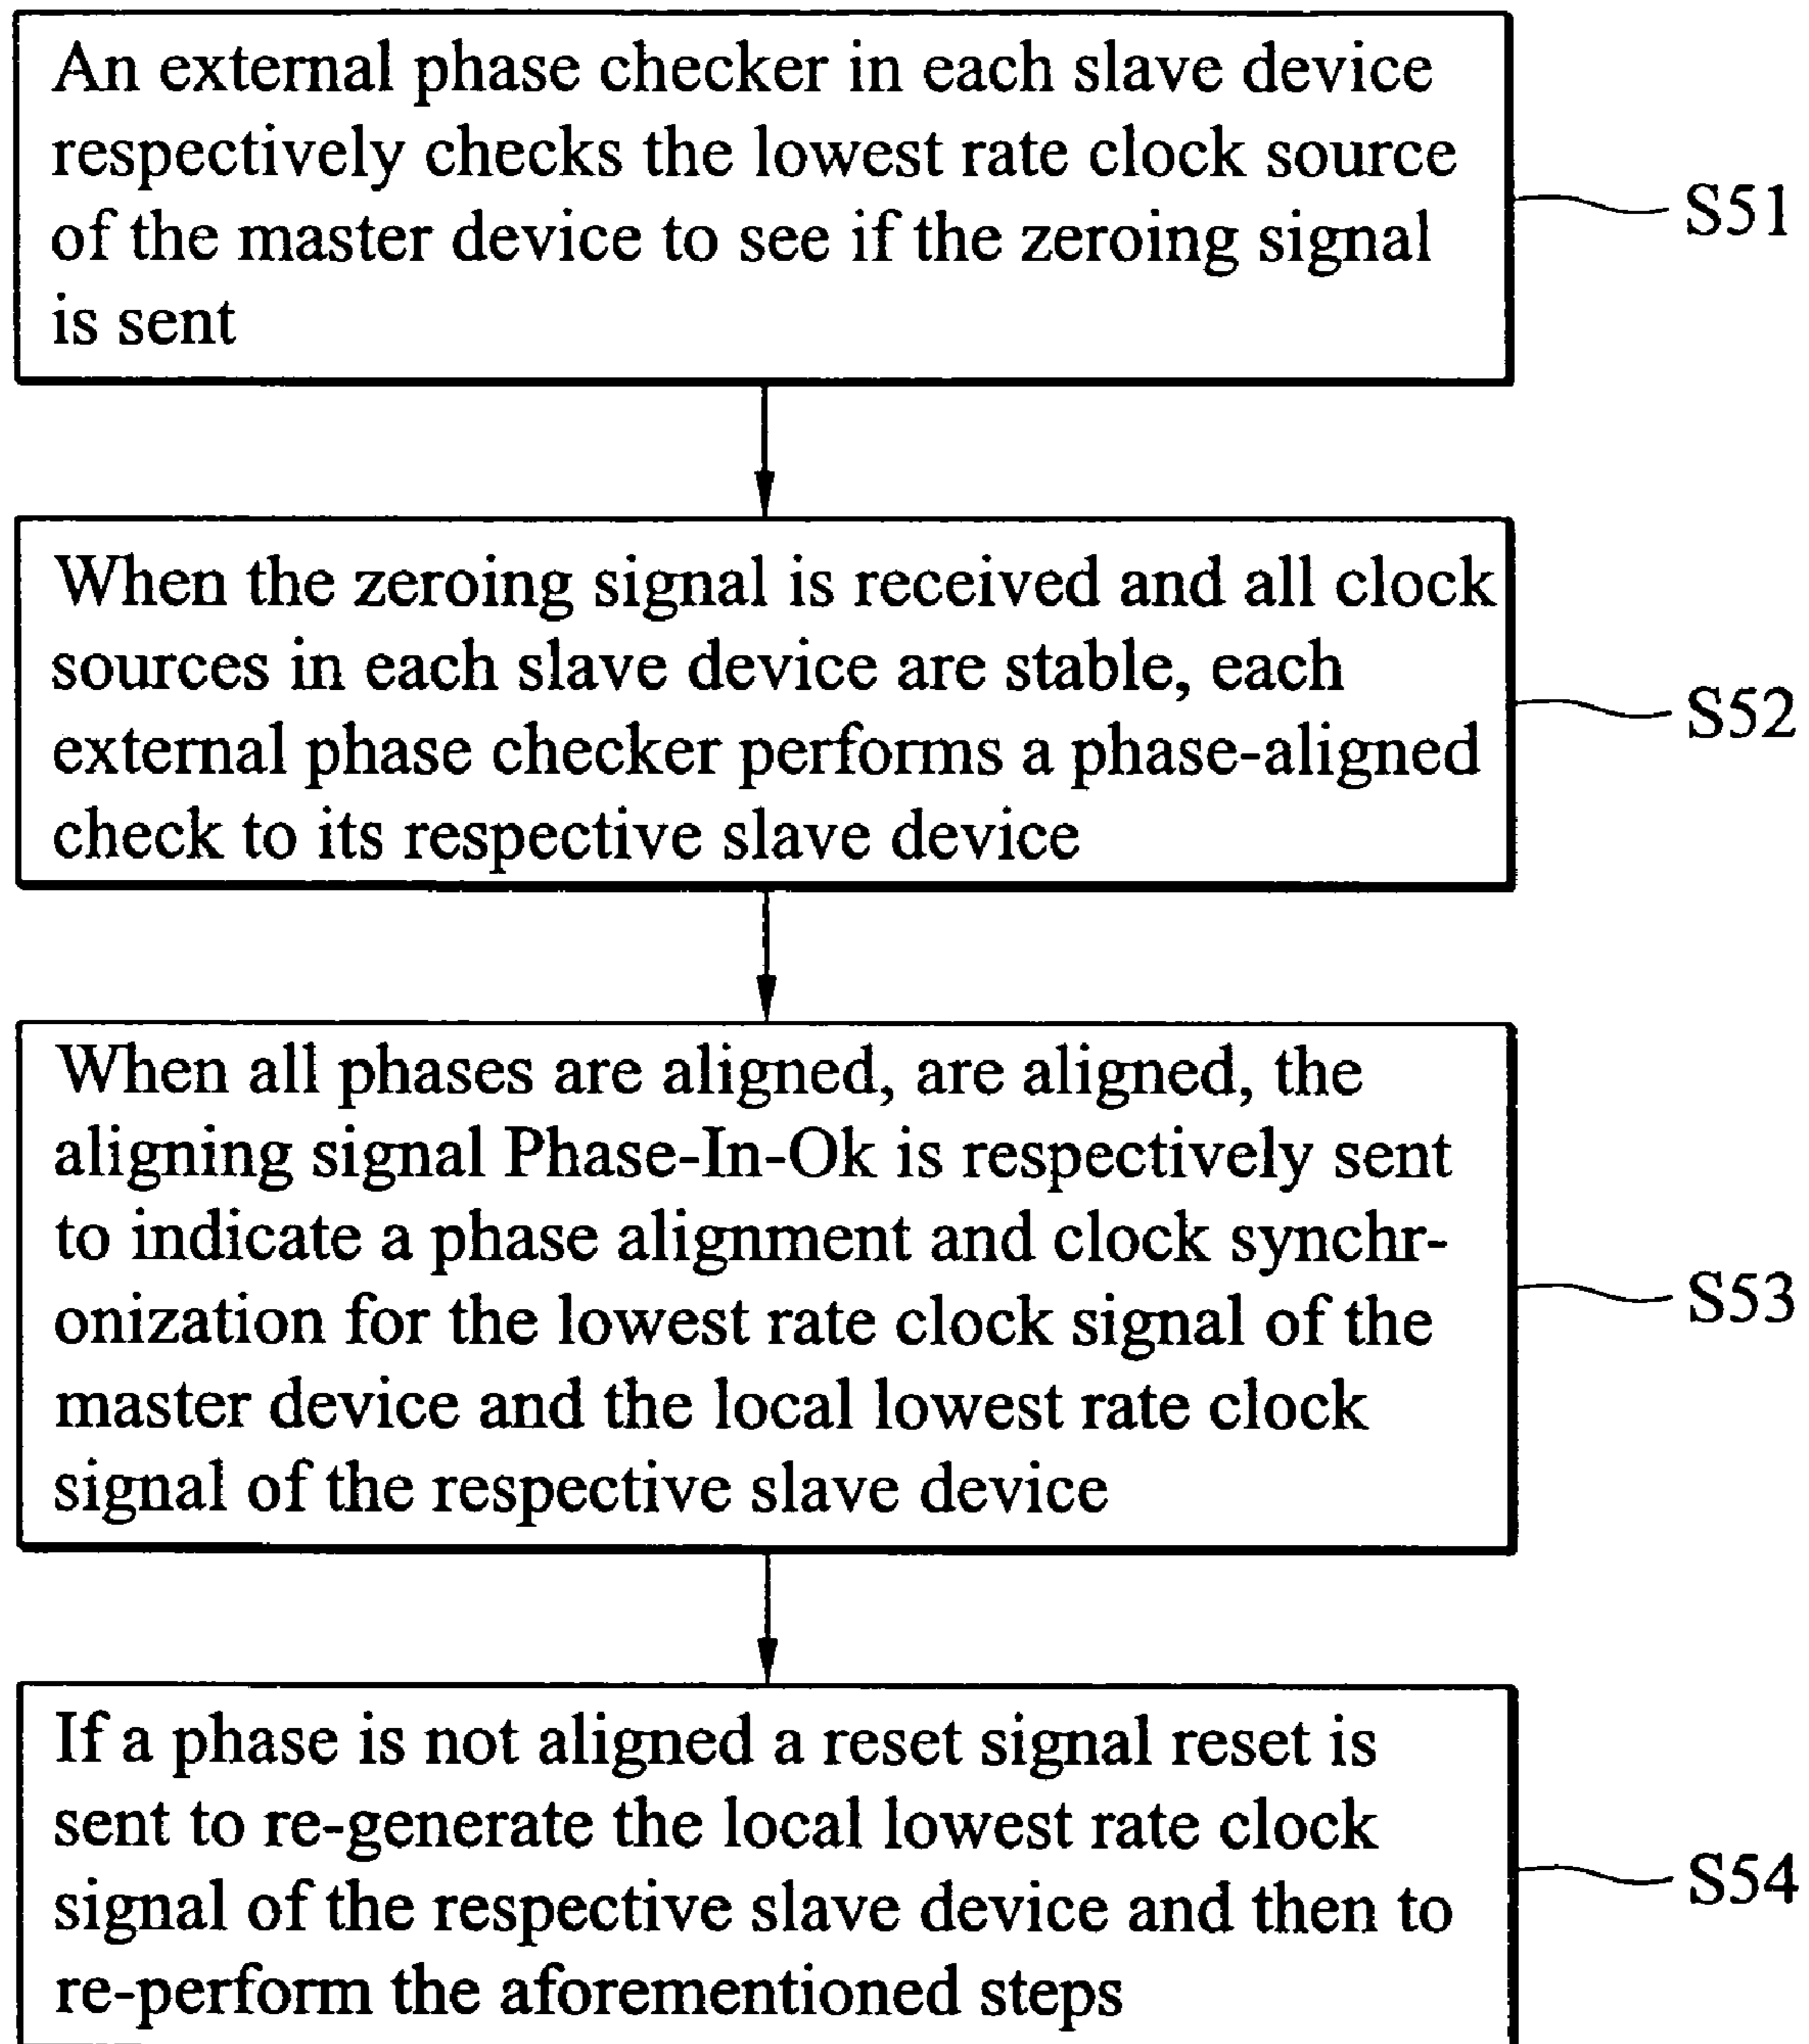 An external phase checker in each slave device
respectively checks the lowest rate clock source
of the master device to see if the zeroing signal
is sent
S51
When the zeroing signal is received and all clock
sources in each slave device are stable, each
external phase checker performs a phase-aligned
check to its respective slave device
S52
When all phases are aligned, are aligned, the
aligning signal Phase-In-Ok is respectively sent
to indicate a phase alignment and clock synchr-
onization for the lowest rate clock signal of the
master device and the local lowest rate clock
signal of the respective slave device
S53
If a phase is not aligned a reset signal reset is
sent to re-generate the local lowest rate clock
signal of the respective slave device and then to
re-perform the aforementioned steps
S54